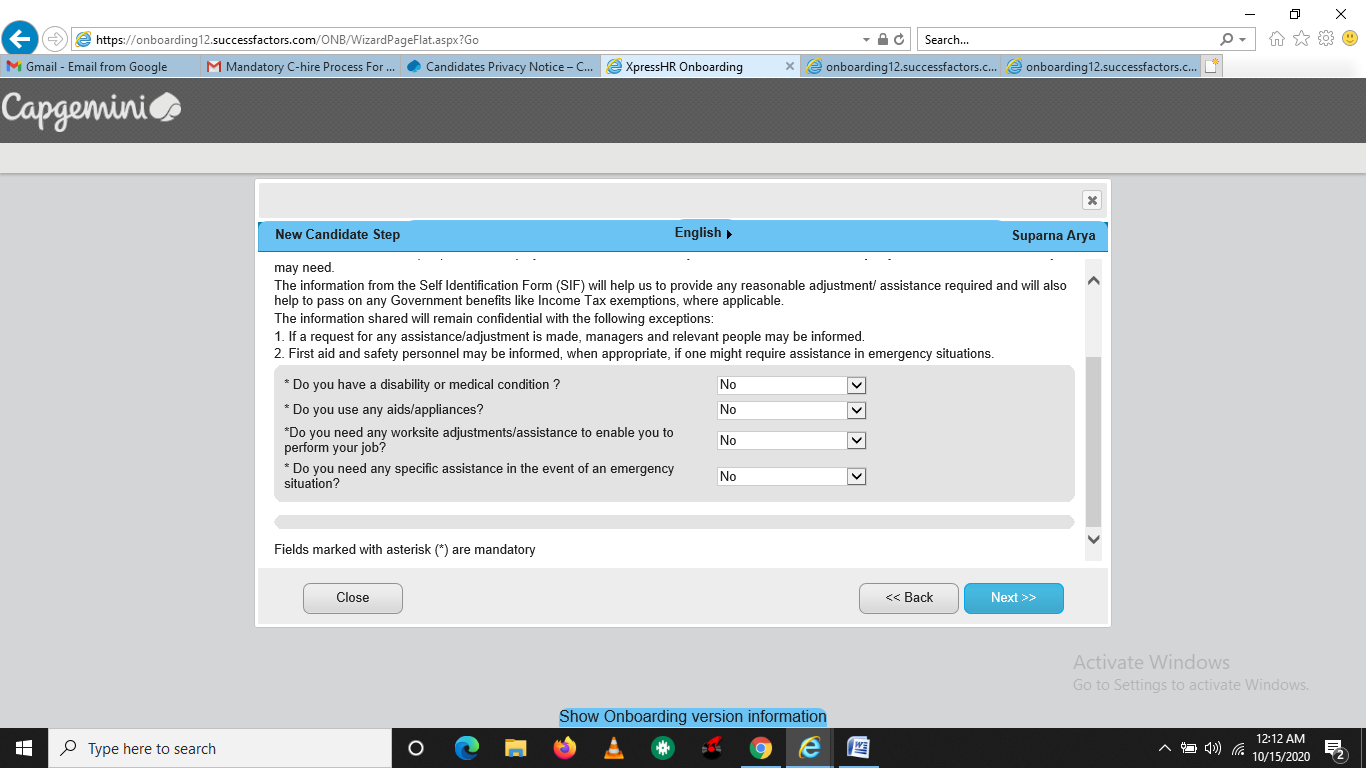 https://onboarding12.successfactors.com/ONB/WizardPageFlat.aspx?Go
Search...
Gmail - Email from Google
Mandatory C-hire Process For ...
Candidates Privacy Notice – C...
XpressHR Onboarding
onboarding12.successfactors.c...
onboarding12.successfactors.c...
Capgemini
New Candidate Step
English
Suparna Arya
may need.
The information from the Self Identification Form (SIF) will help us to provide any reasonable adjustment/ assistance required and will also
help to pass on any Government benefits like Income Tax exemptions, where applicable.
The information shared will remain confidential with the following exceptions:
1. If a request for any assistance/adjustment is made, managers and relevant people may be informed.
2. First aid and safety personnel may be informed, when appropriate, if one might require assistance in emergency situations.
* Do you have a disability or medical condition ?
No
* Do you use any aids/appliances?
No
*Do you need any worksite adjustments/assistance to enable you to
perform your job?
No
* Do you need any specific assistance in the event of an emergency
situation?
No
Fields marked with asterisk (*) are mandatory
Close
<< Back
Next >>
Activate Windows
Go to Settings to activate Windows.
Show Onboarding version information
Type here to search
12:12 AM
10/15/2020
2